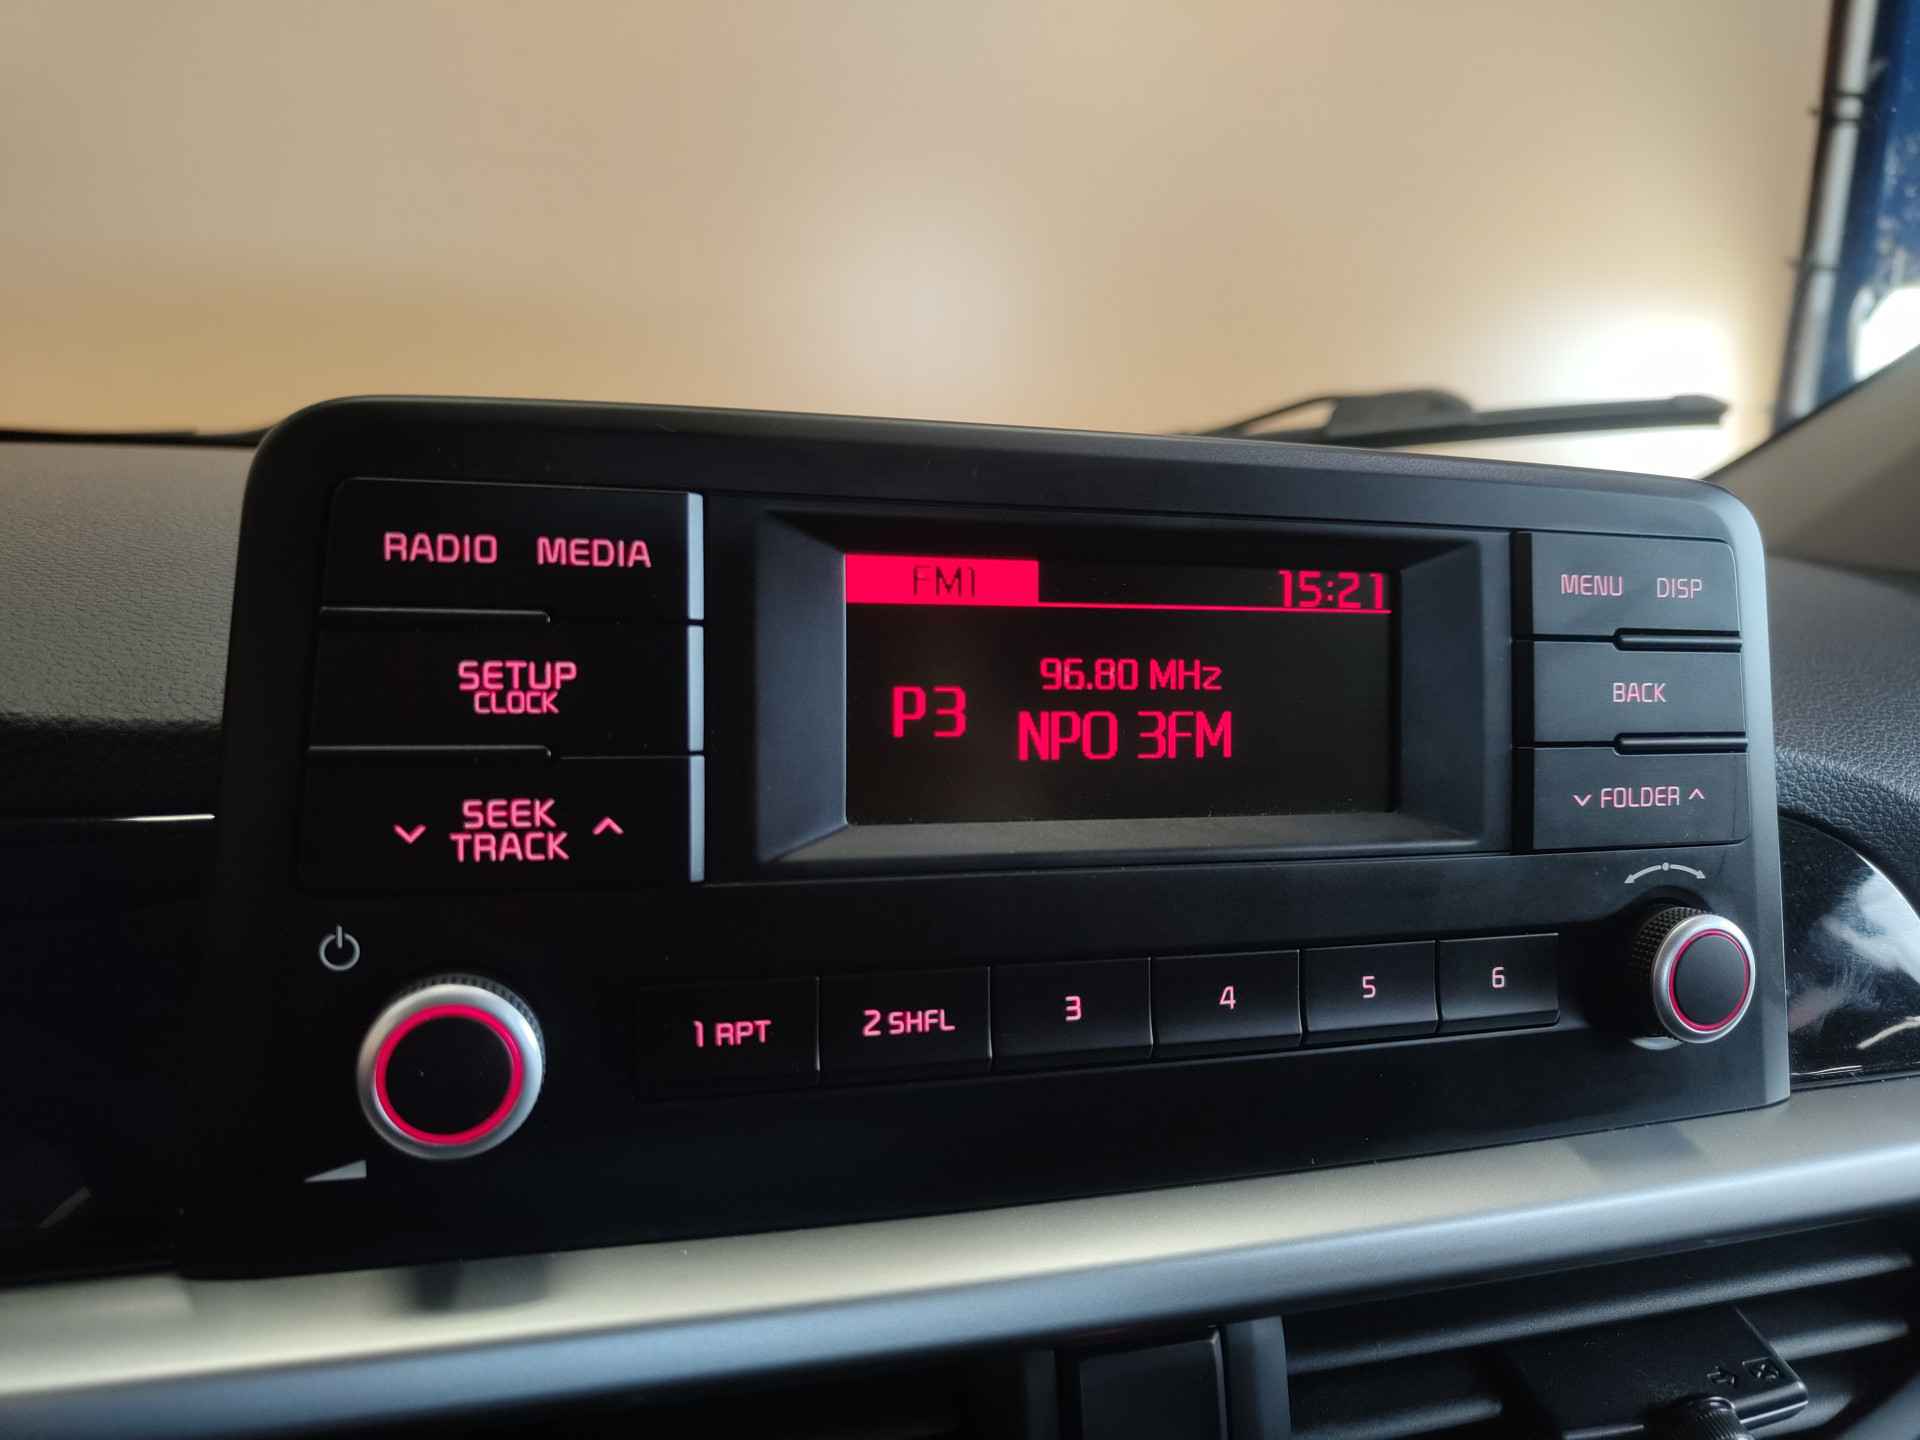 RADIO MEDIA
SETUP
CLOCK
SEEK
TRACK
FM1 15:21
96.80 MHz
P3 NPO 3FM
MENU DISP
BACK
FOLDER
1 RPT 2 SHFL 3 4 5 6